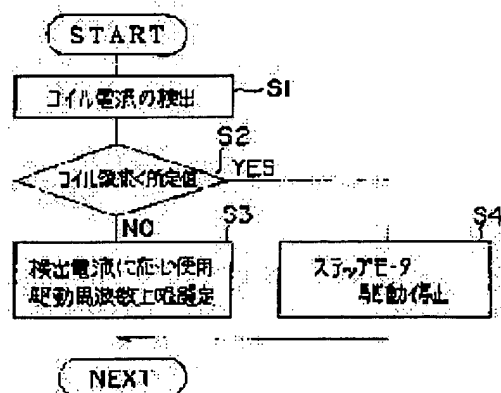 START
コイル電流の検出
S1
S2
コイル電流<所定値
YES
NO
S3
検出電流に応じ使用
駆動周波数上限設定
S4
ステップモータ
駆動停止
NEXT